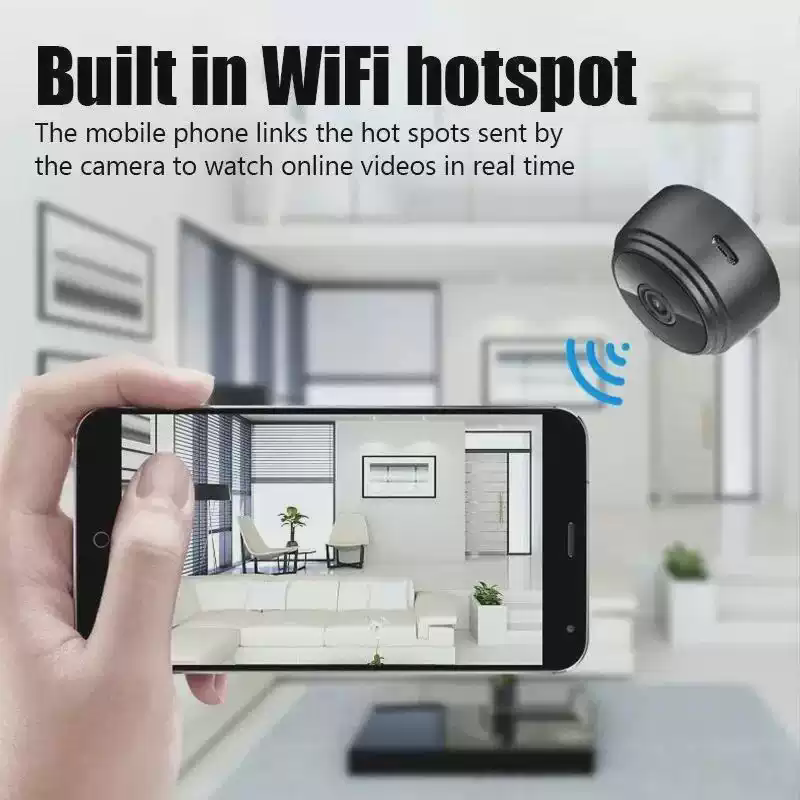 Built in WiFi hotspot
The mobile phone links the hot spots sent by
the camera to watch online videos in real time